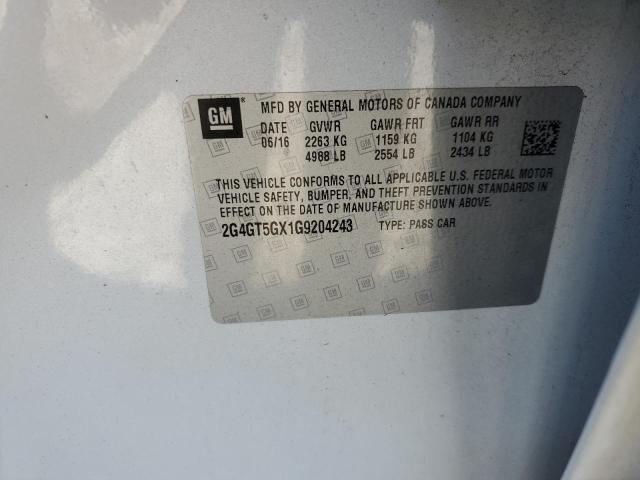 GM
MFD BY GENERAL MOTORS OF CANADA COMPANY
DATE GVWR GAWR FRT GAWR RR
06/16 2263 KG 1159 KG 1104 KG
4988 LB 2554 LB 2434 LB
THIS VEHICLE CONFORMS TO ALL APPLICABLE U.S. FEDERAL MOTOR
VEHICLE SAFETY, BUMPER, AND THEFT PREVENTION STANDARDS IN
EFFECT ON THE DATE OF MANUFACTURE SHOWN ABOVE.
2G4GT5GX1G9204243 TYPE: PASS CAR